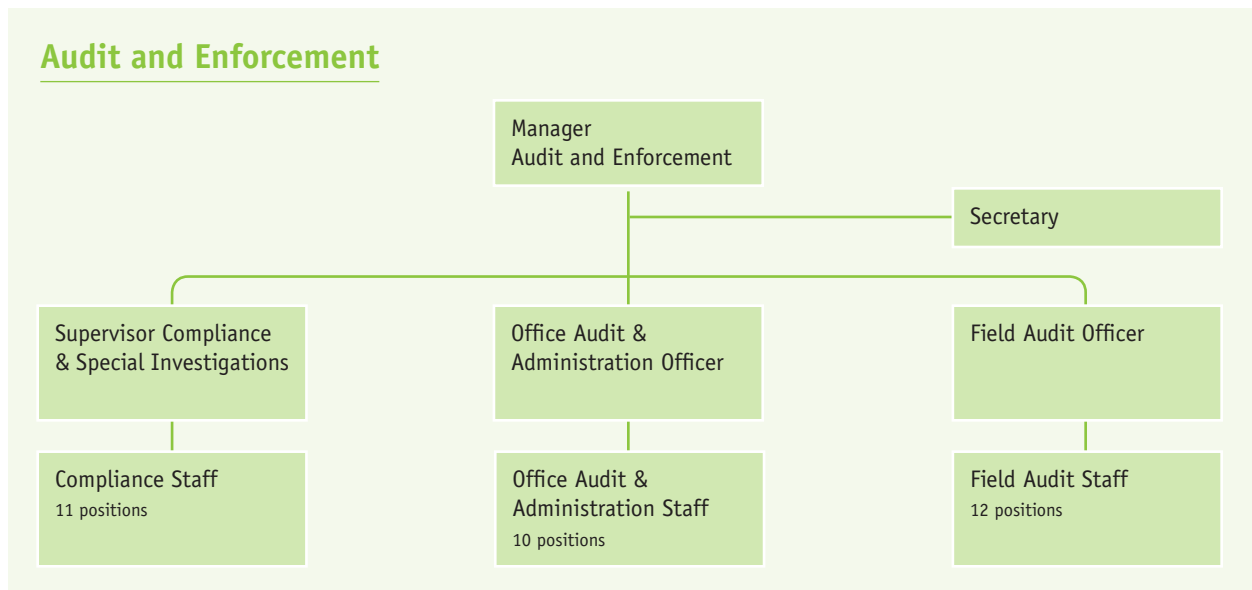 Audit and Enforcement
Manager
Audit and Enforcement
Secretary
Supervisor Compliance
& Special Investigations
Office Audit &
Administration Officer
Field Audit Officer
Compliance Staff
11 positions
Office Audit &
Administration Staff
10 positions
Field Audit Staff
12 positions